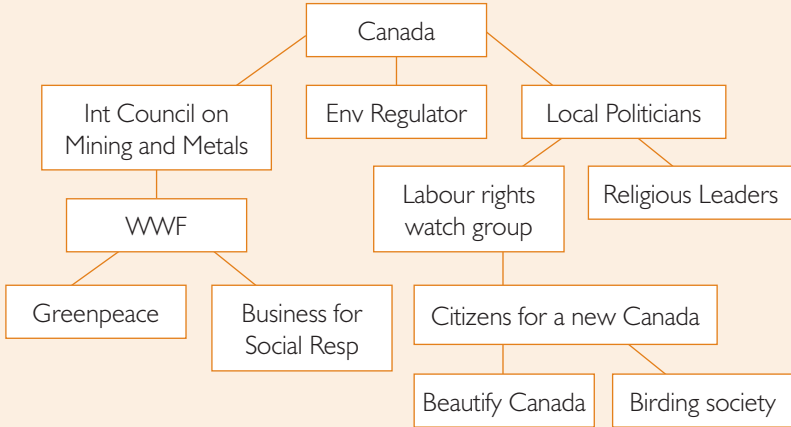 Canada
Int Council on
Mining and Metals
Env Regulator
Local Politicians
WWF
Labour rights
watch group
Religious Leaders
Greenpeace
Business for
Social Resp
Citizens for a new Canada
Beautify Canada
Birding society